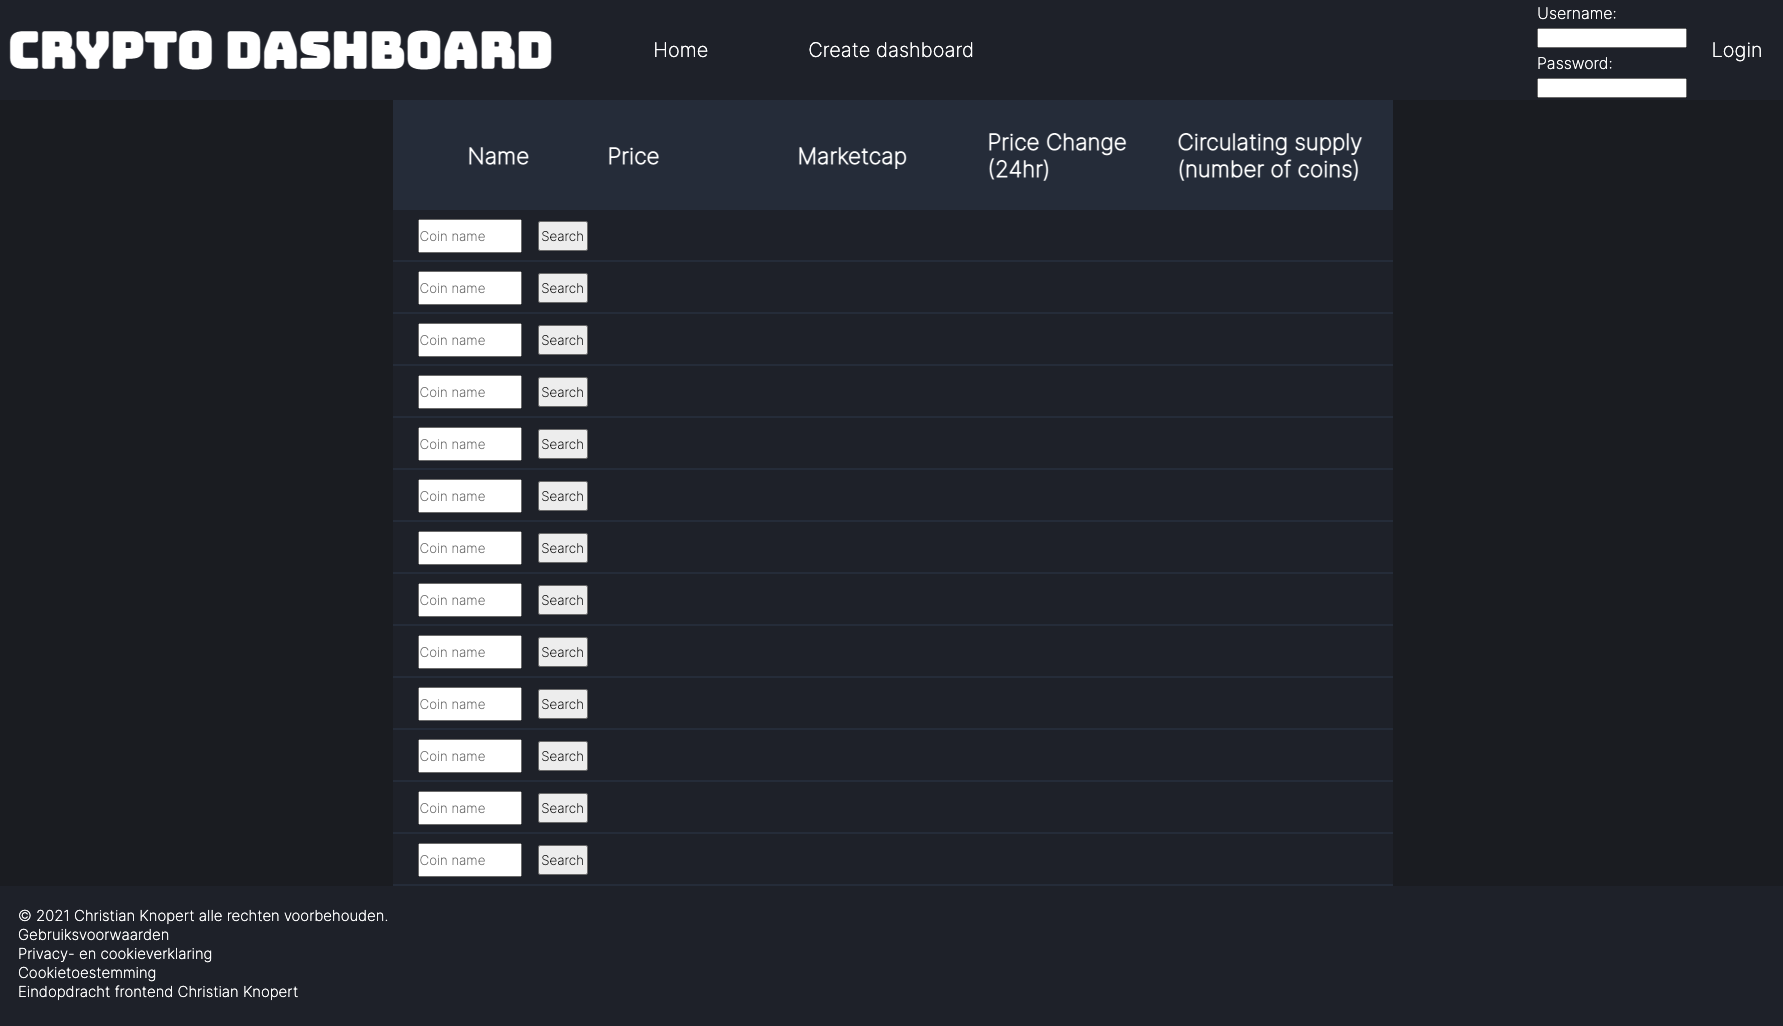 CRYPTO DASHBOARD
Home
Create dashboard
Username:
Password:
Login
Name
Price
Marketcap
Price Change
(24hr)
Circulating supply
(number of coins)
Coin name Search
Coin name Search
Coin name Search
Coin name Search
Coin name Search
Coin name Search
Coin name Search
Coin name Search
Coin name Search
Coin name Search
Coin name Search
Coin name Search
Coin name Search
© 2021 Christian Knopert alle rechten voorbehouden.
Gebruiksvoorwaarden
Privacy- en cookieverklaring
Cookietoestemming
Eindopdracht frontend Christian Knopert